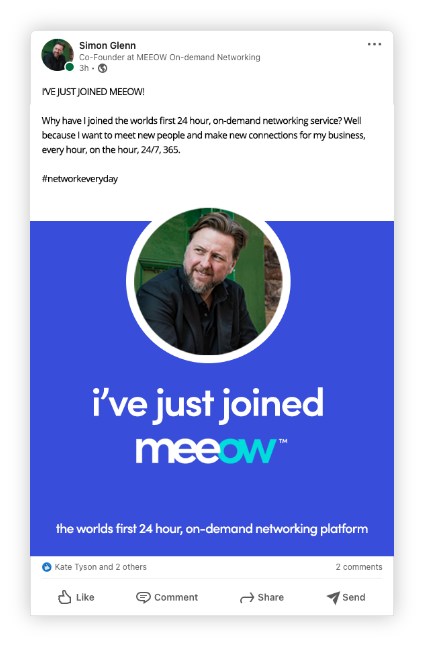 Simon Glenn
Co-Founder at MEEOW On-demand Networking
3h •
I'VE JUST JOINED MEEOW!
Why have I joined the worlds first 24 hour, on-demand networking service? Well
because I want to meet new people and make new connections for my business,
every hour, on the hour, 24/7, 365.
#networkeveryday
i've just joined
meeow™
the worlds first 24 hour, on-demand networking platform
Kate Tyson and 2 others 2 comments
Like Comment Share Send